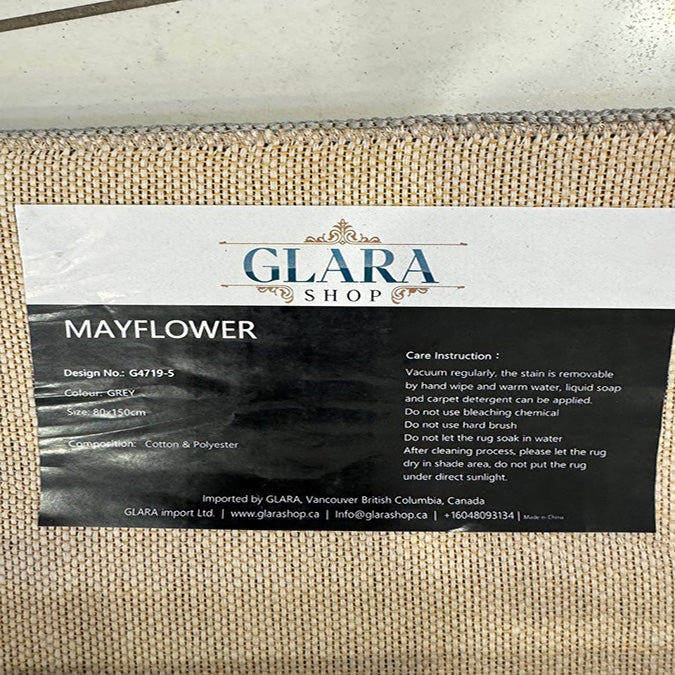 GLARA
SHOP
MAYFLOWER
Design No.: G4719-5
Colour: GREY
Size: 80x150cm
Composition: Cotton & Polyester
Care Instruction :
Vacuum regularly, the stain is removable
by hand wipe and warm water, liquid soap
and carpet detergent can be applied.
Do not use bleaching chemical
Do not use hard brush
Do not let the rug soak in water
After cleaning process, please let the rug
dry in shade area, do not put the rug
under direct sunlight.
Imported by GLARA, Vancouver British Columbia, Canada
GLARA import Ltd. | www.glarashop.ca | Info@glarashop.ca | +16048093134 | Made in China